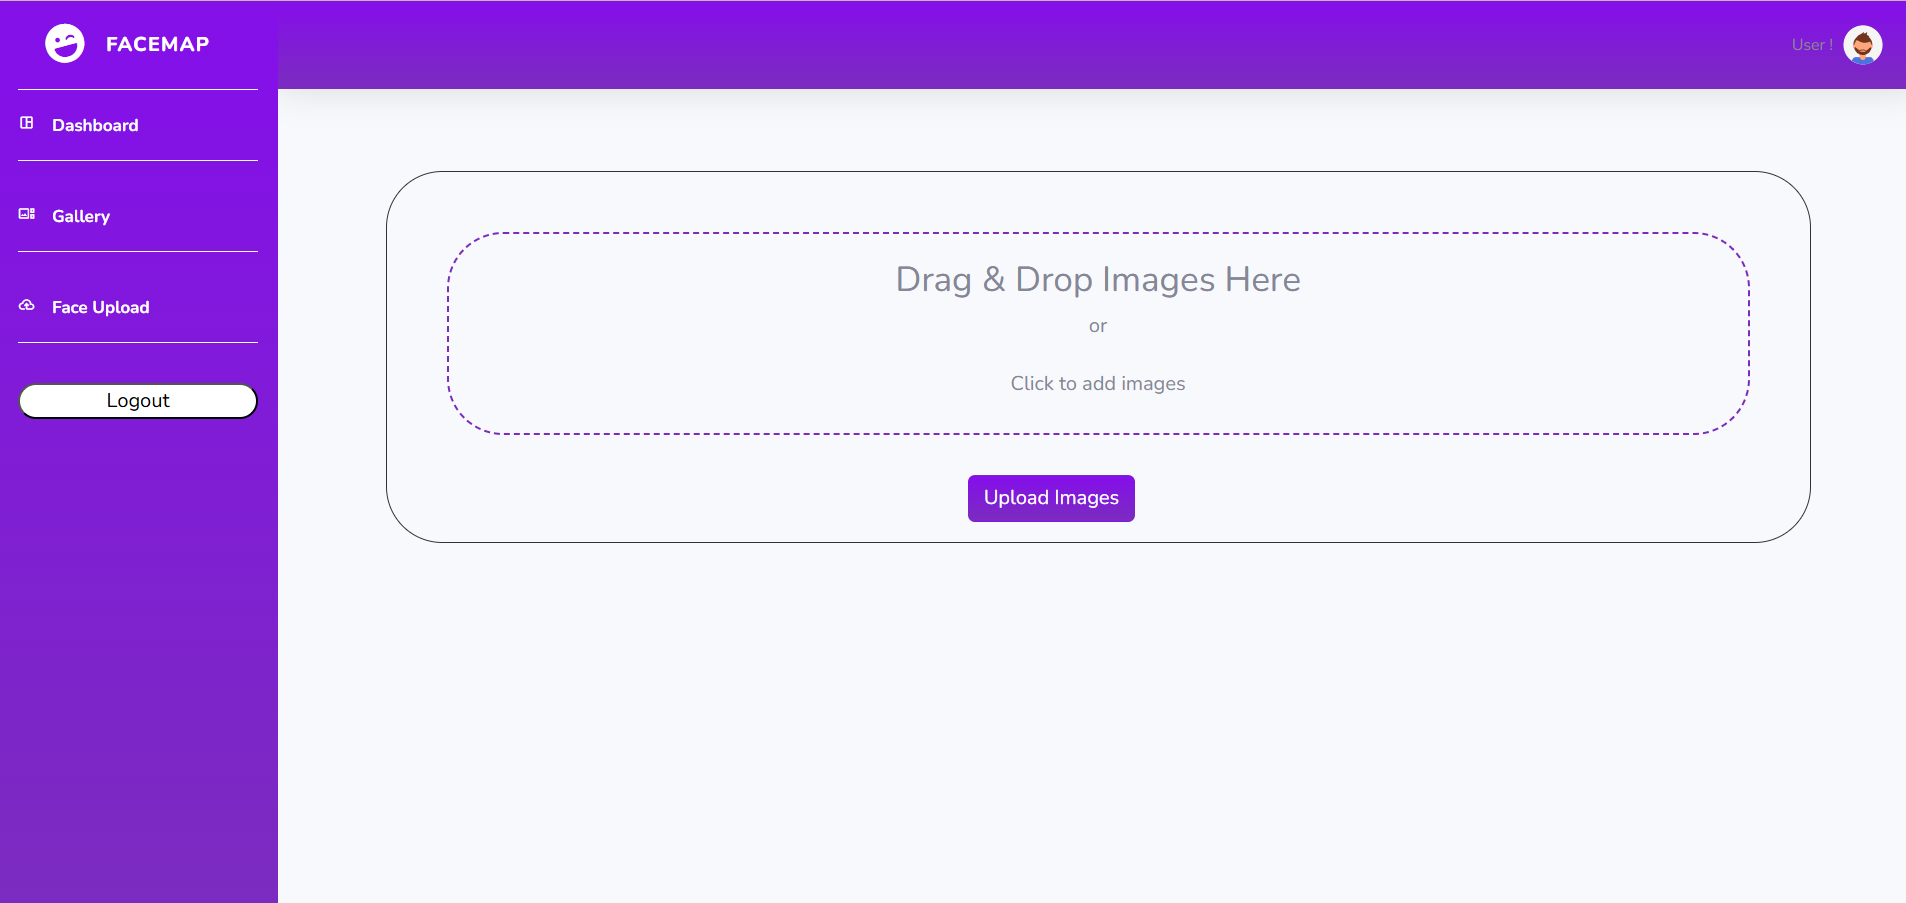 FACEMAP
User !
Dashboard
Gallery
Face Upload
Logout
Drag & Drop Images Here
or
Click to add images
Upload Images